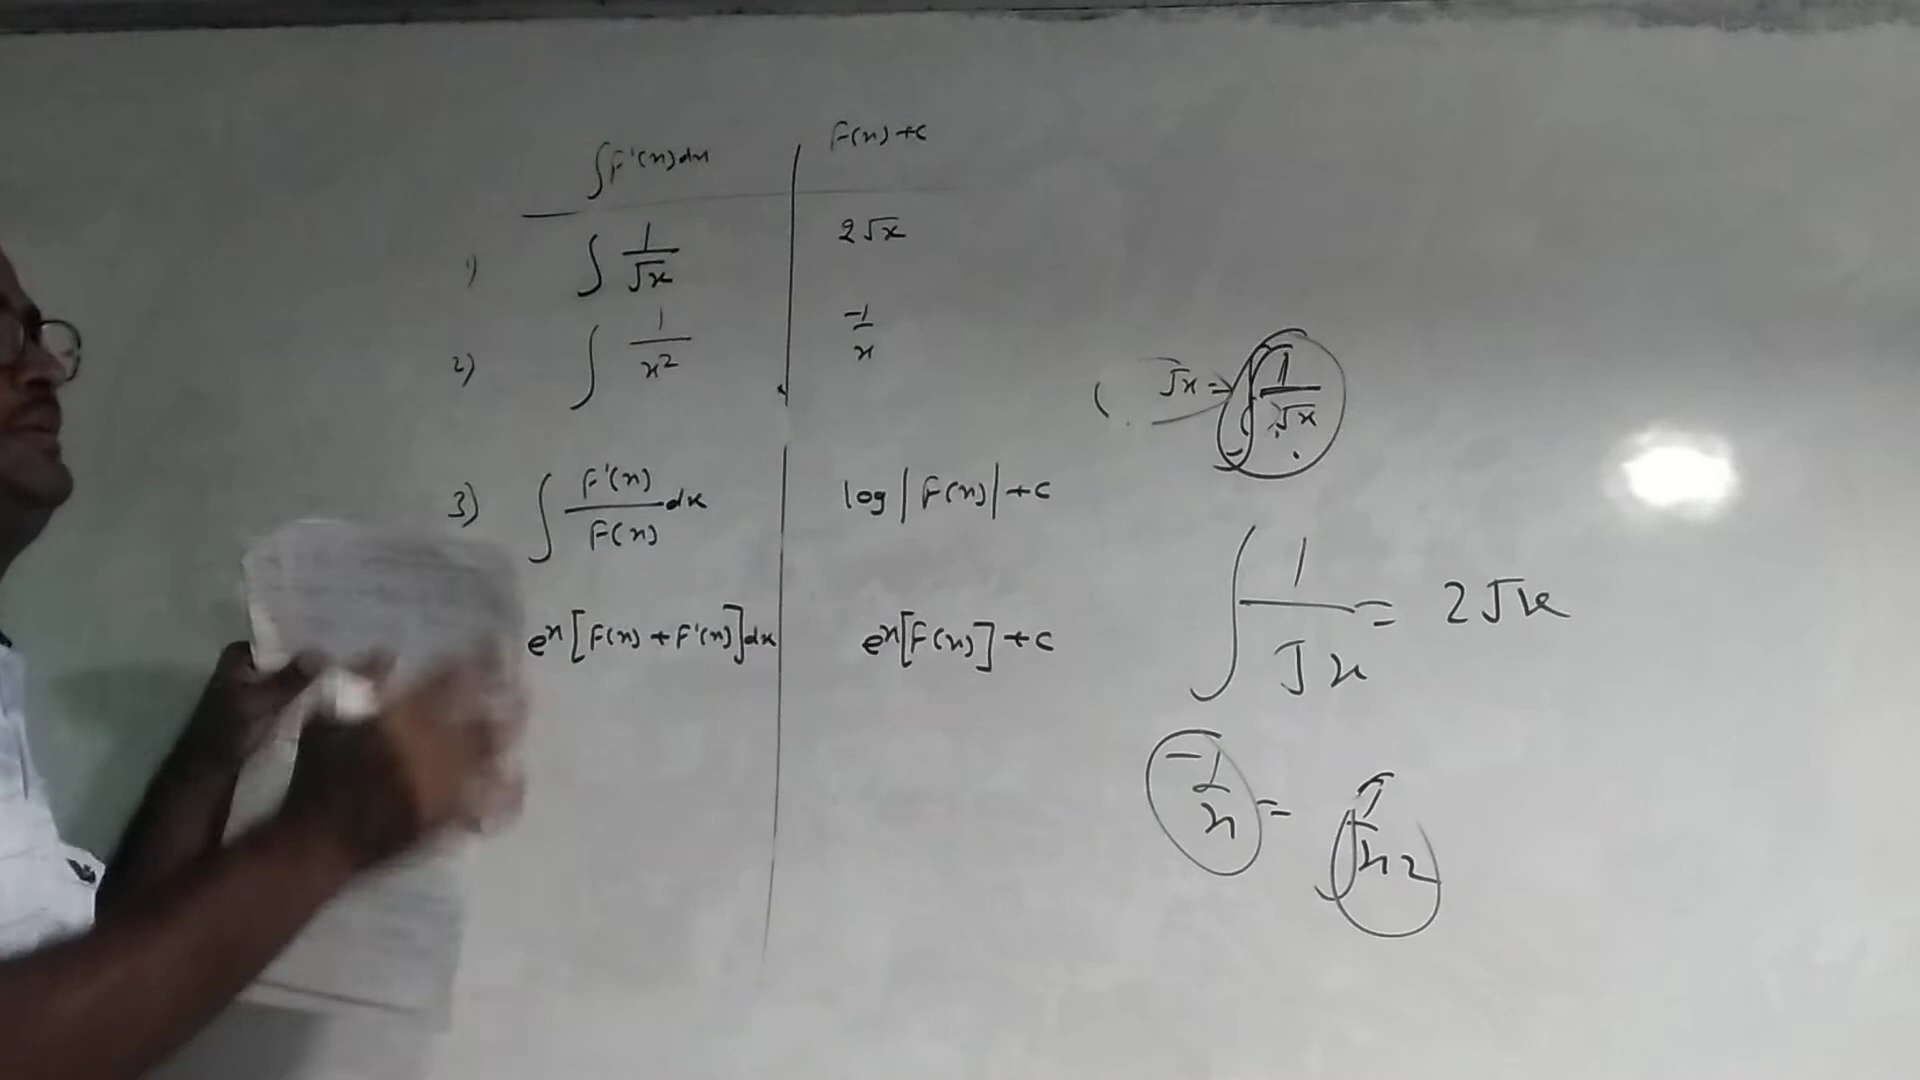 ∫F'(x)dx | F(x)+c
1) ∫ 1/√x | 2√x
2) ∫ 1/x² | -1/x
3) ∫ F'(x)/F(x) dx | log|F(x)|+c
eˣ[F(x)+F'(x)]dx | eˣ[F(x)]+c
√x = ∫ 1/√x
∫ 1/√x = 2√x
-1/x = ∫ 1/x2